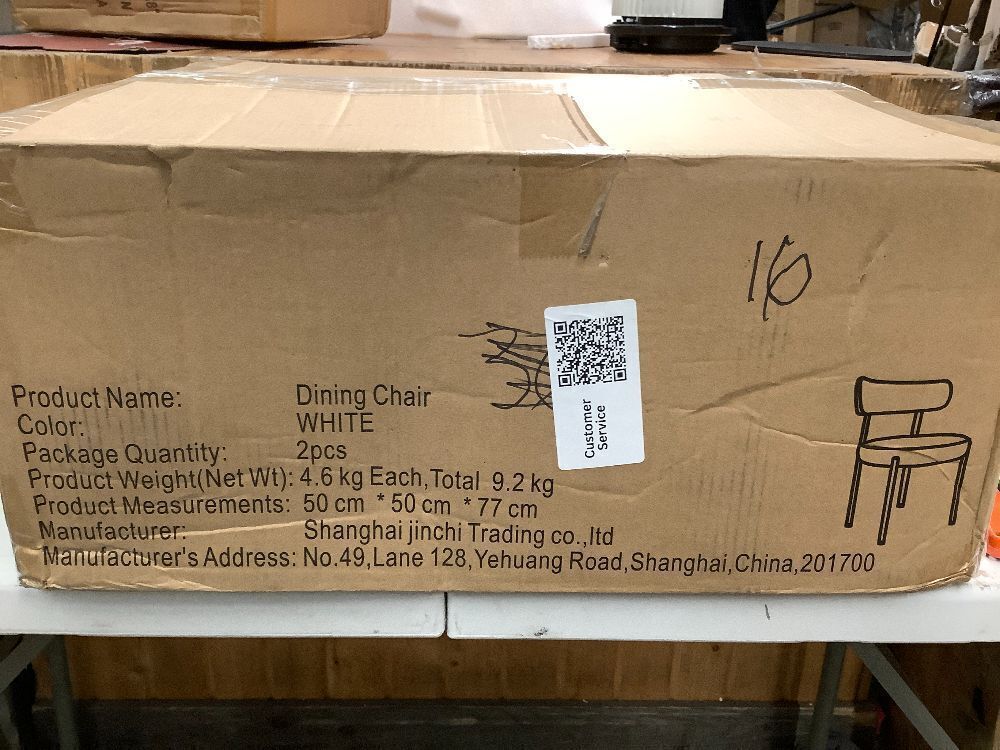 16
Customer
Service
Product Name: Dining Chair
Color: WHITE
Package Quantity: 2pcs
Product Weight(Net Wt): 4.6 kg Each,Total 9.2 kg
Product Measurements: 50 cm * 50 cm * 77 cm
Manufacturer: Shanghai jinchi Trading co.,ltd
Manufacturer's Address: No.49,Lane 128,Yehuang Road,Shanghai,China,201700